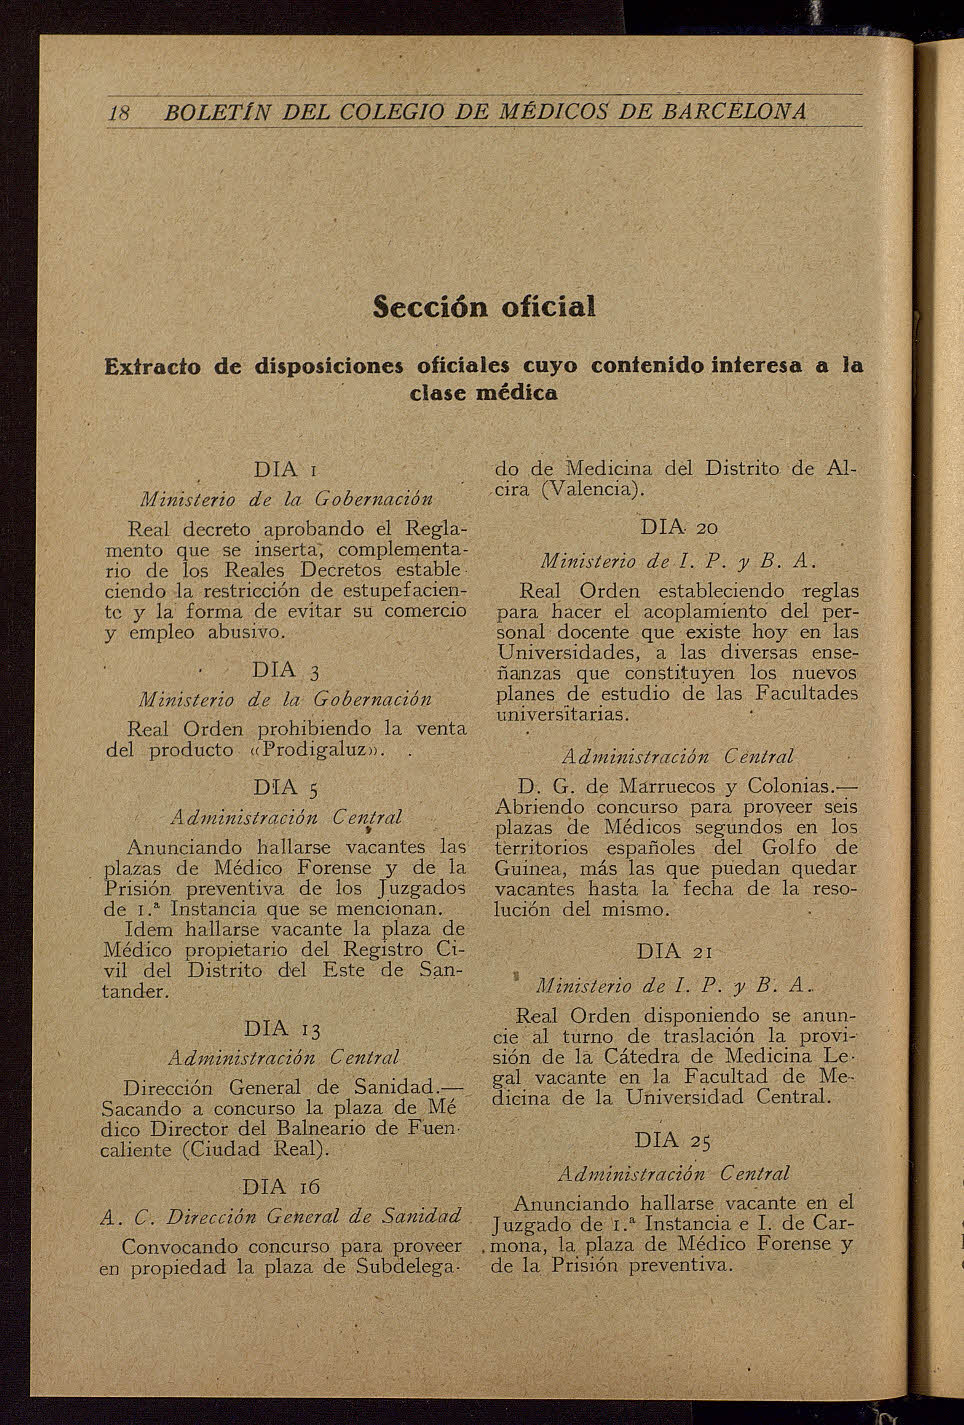 18 BOLETÍN DEL COLEGIO DE MÉDICOS DE BARCELONA
Sección oficial
Extracto de disposiciones oficiales cuyo contenido interesa a la
clase médica
DIA 1
Ministerio de la Gobernación
Real decreto aprobando el Regla-
mento que se inserta, complementa-
rio de los Reales Decretos estable-
ciendo la restricción de estupefacien-
te y la forma de evitar su comercio
y empleo abusivo.
DIA 3
Ministerio de la Gobernación
Real Orden prohibiendo la venta
del producto «Prodigaluz».
DIA 5
Administración Central
Anunciando hallarse vacantes las
plazas de Médico Forense y de la
Prisión preventiva de los Juzgados
de 1.ª Instancia que se mencionan.
Idem hallarse vacante la plaza de
Médico propietario del Registro Ci-
vil del Distrito del Este de San-
tander.
DIA 13
Administración Central
Dirección General de Sanidad.—
Sacando a concurso la plaza de Mé
dico Director del Balneario de Fuen-
caliente (Ciudad Real).
DIA 16
A. C. Dirección General de Sanidad
Convocando concurso para proveer
en propiedad la plaza de Subdelega-
do de Medicina del Distrito de Al-
cira (Valencia).
DIA 20
Ministerio de I. P. y B. A.
Real Orden estableciendo reglas
para hacer el acoplamiento del per-
sonal docente que existe hoy en las
Universidades, a las diversas ense-
ñanzas que constituyen los nuevos
planes de estudio de las Facultades
universitarias.
Administración Central
D. G. de Marruecos y Colonias.—
Abriendo concurso para proveer seis
plazas de Médicos segundos en los
territorios españoles del Golfo de
Guinea, más las que puedan quedar
vacantes hasta la fecha de la reso-
lución del mismo.
DIA 21
Ministerio de I. P. y B. A.
Real Orden disponiendo se anun-
cie al turno de traslación la provi-
sión de la Cátedra de Medicina Le-
gal vacante en la Facultad de Me-
dicina de la Universidad Central.
DIA 25
Administración Central
Anunciando hallarse vacante en el
Juzgado de 1.ª Instancia e I. de Car-
mona, la plaza de Médico Forense y
de la Prisión preventiva.